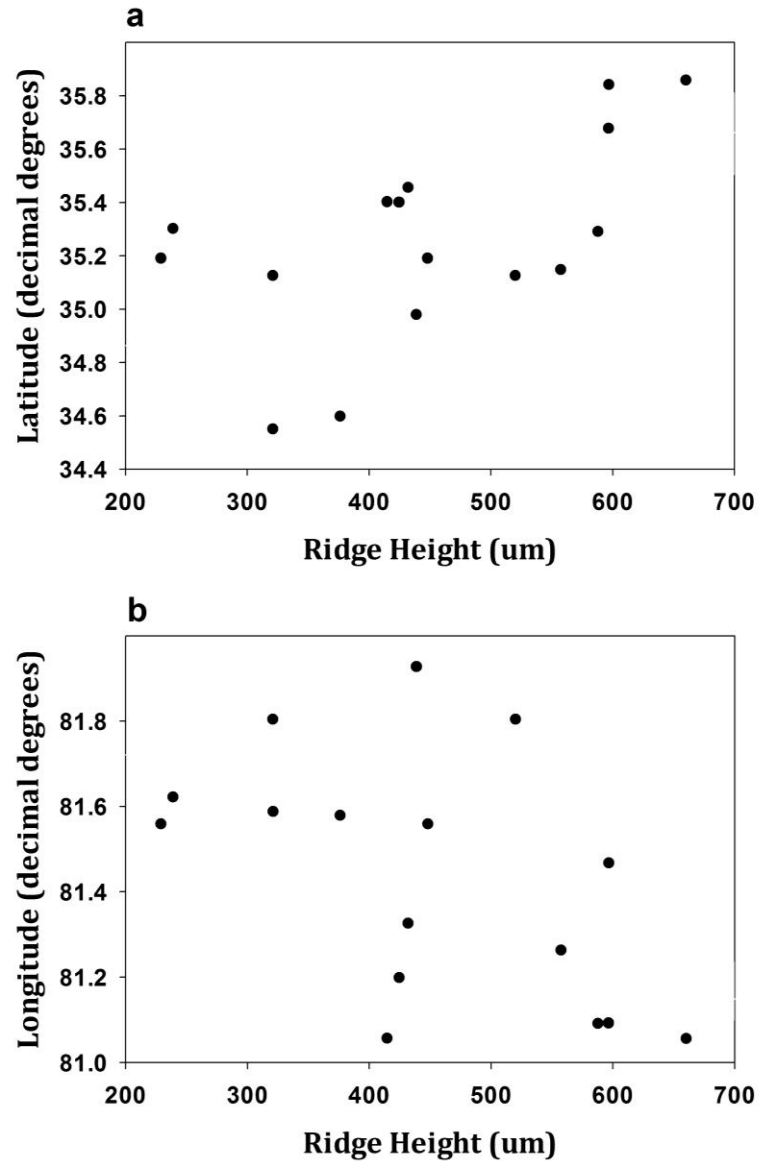 a
Latitude (decimal degrees)
35.8
35.6
35.4
35.2
35.0
34.8
34.6
34.4
200 300 400 500 600 700
Ridge Height (um)
b
Longitude (decimal degrees)
81.8
81.6
81.4
81.2
81.0
200 300 400 500 600 700
Ridge Height (um)